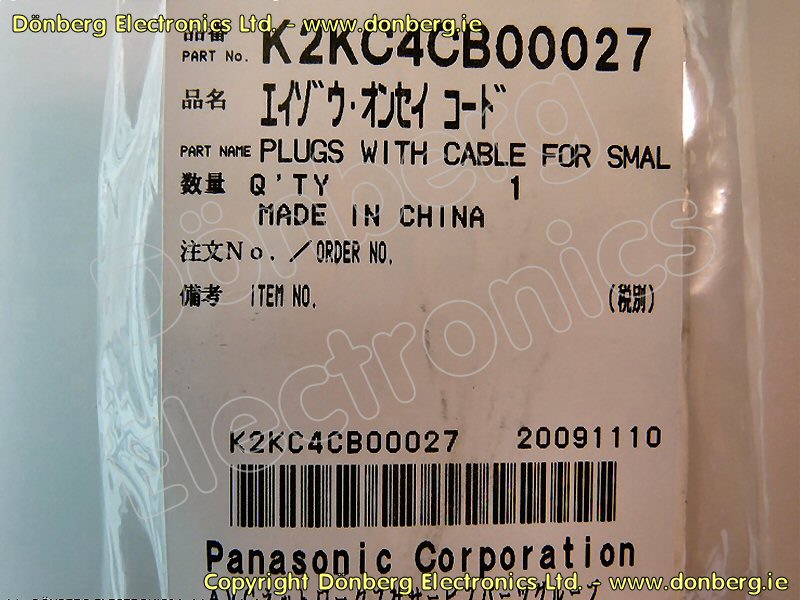 Dönberg Electronics Ltd. - www.donberg.ie
品番
PART No. K2KC4CB00027
品名 エイゾウ・オンセイ コード
PART NAME PLUGS WITH CABLE FOR SMAL
数量 Q'TY 1
MADE IN CHINA
注文No.／ORDER NO.
備考 ITEM NO. (税別)
Dönberg Electronics
K2KC4CB00027 20091110
Panasonic Corporation
Copyright Dönberg Electronics Ltd. - www.donberg.ie